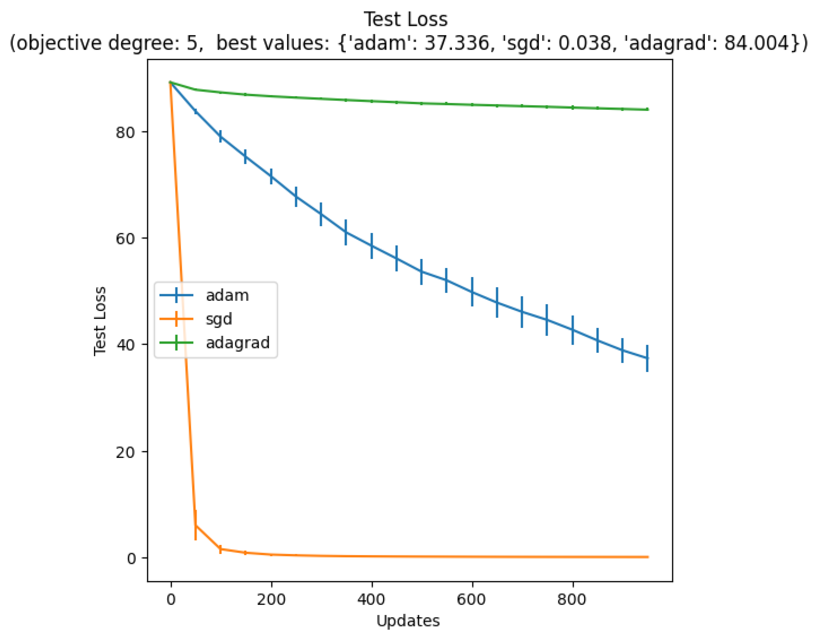 Test Loss
(objective degree: 5,  best values: {'adam': 37.336, 'sgd': 0.038, 'adagrad': 84.004})
80
60
40
20
0
Test Loss
adam
sgd
adagrad
0 200 400 600 800
Updates